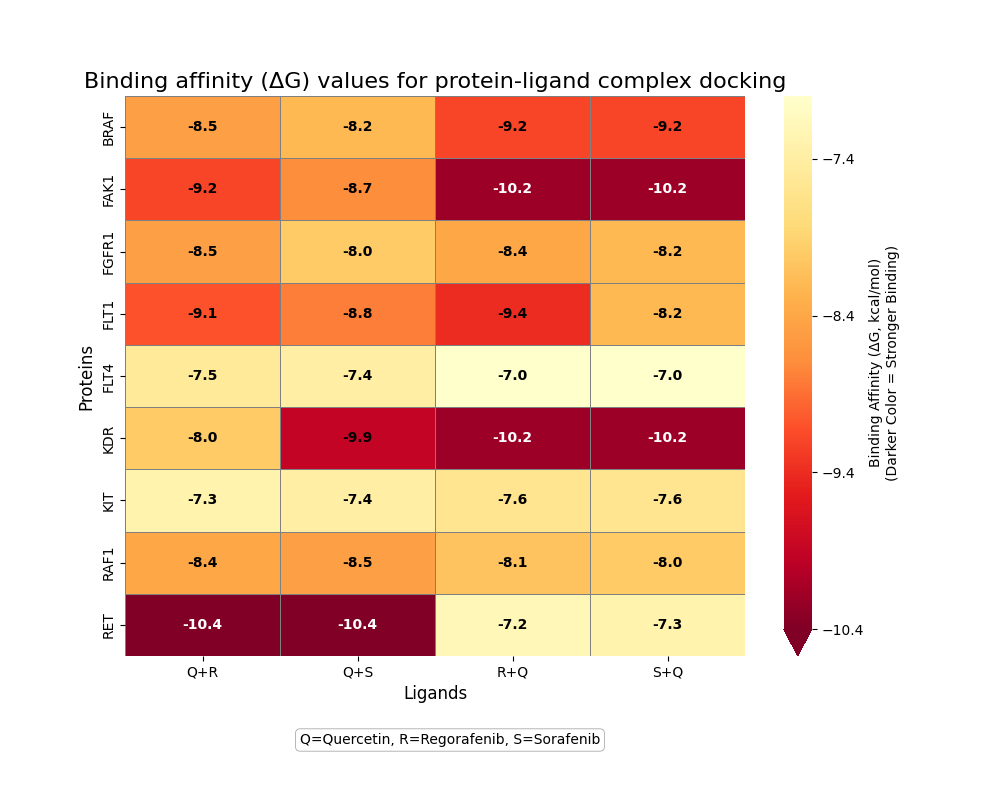 Binding affinity (ΔG) values for protein-ligand complex docking
BRAF -8.5 -8.2 -9.2 -9.2
FAK1 -9.2 -8.7 -10.2 -10.2
FGFR1 -8.5 -8.0 -8.4 -8.2
FLT1 -9.1 -8.8 -9.4 -8.2
FLT4 -7.5 -7.4 -7.0 -7.0
KDR -8.0 -9.9 -10.2 -10.2
KIT -7.3 -7.4 -7.6 -7.6
RAF1 -8.4 -8.5 -8.1 -8.0
RET -10.4 -10.4 -7.2 -7.3
Proteins
Q+R Q+S R+Q S+Q
Ligands
−7.4
−8.4
−9.4
−10.4
Binding Affinity (ΔG, kcal/mol)
(Darker Color = Stronger Binding)
Q=Quercetin, R=Regorafenib, S=Sorafenib